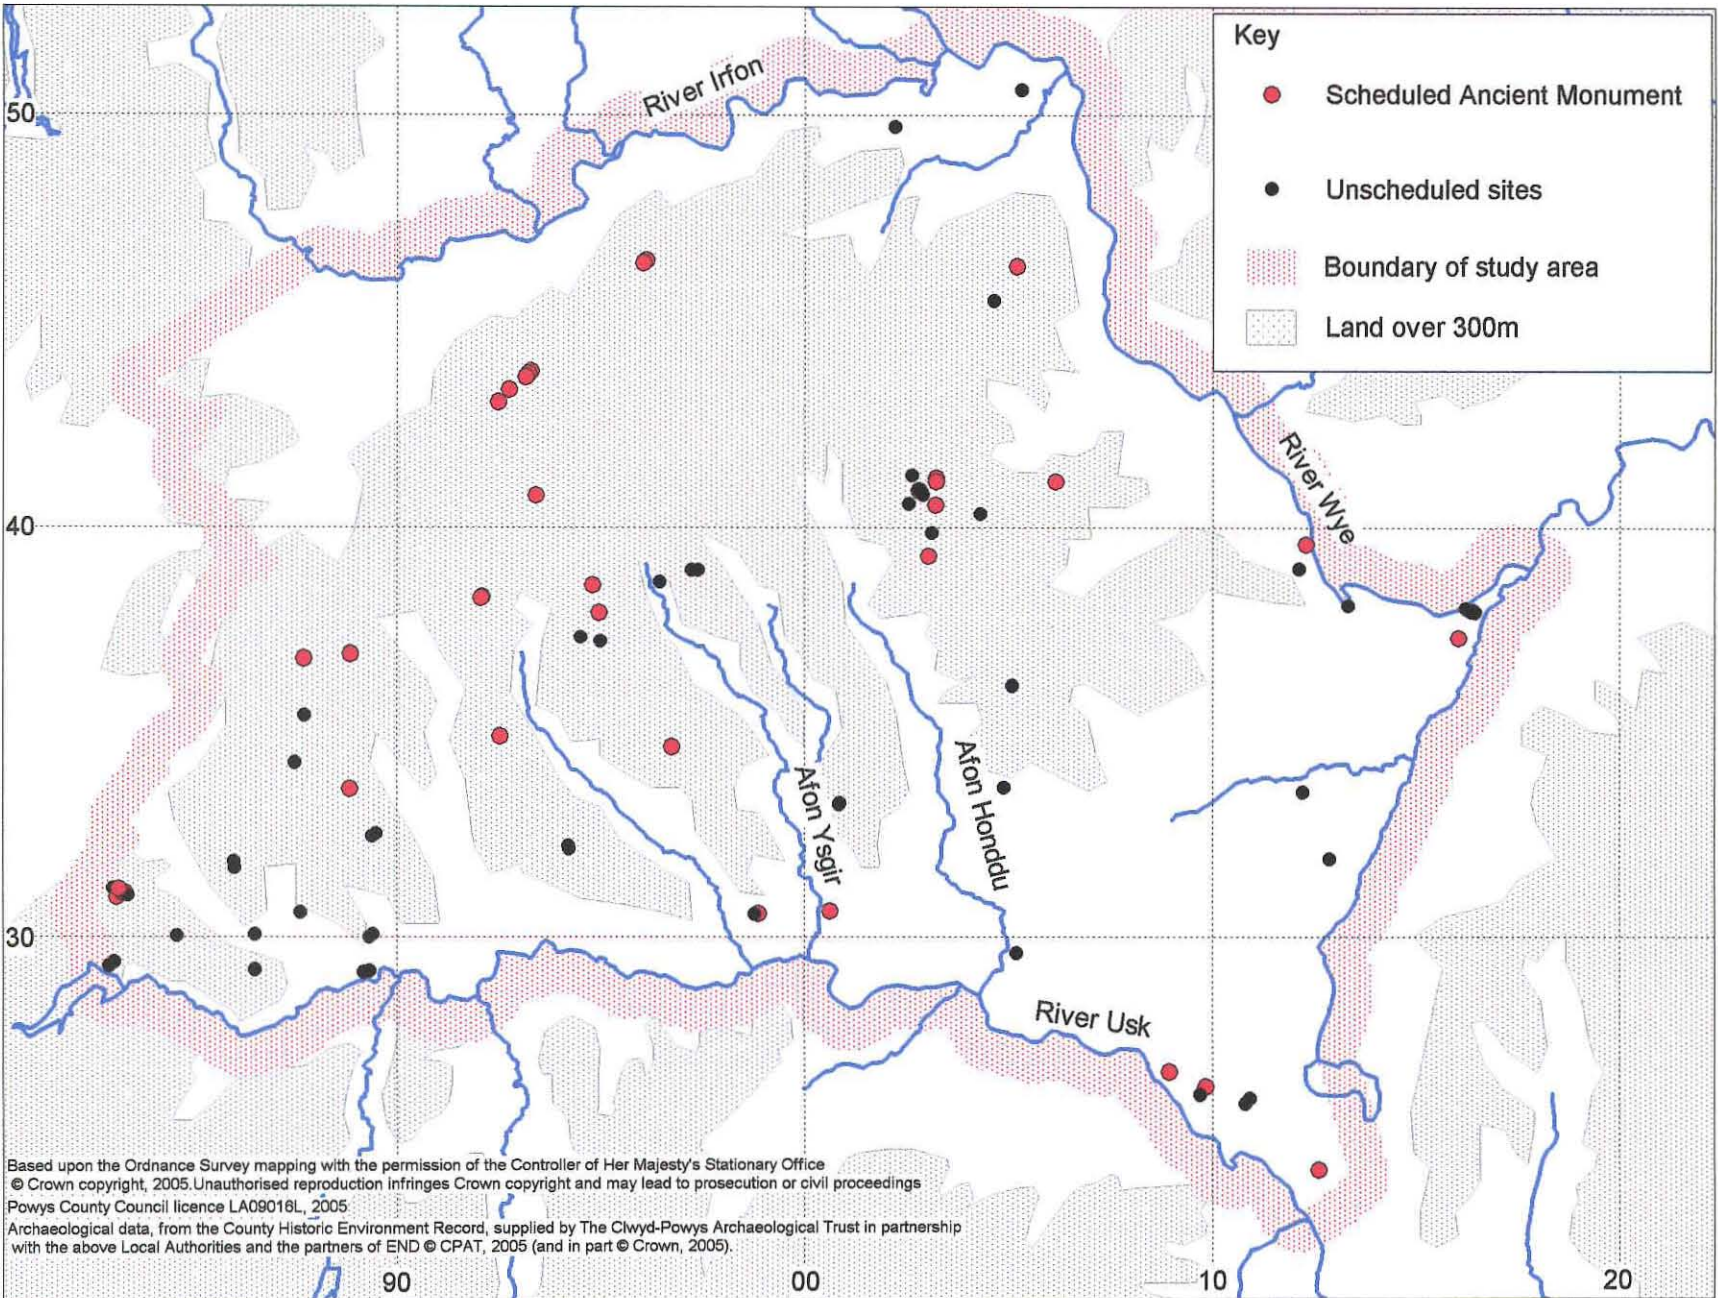 Key
Scheduled Ancient Monument
Unscheduled sites
Boundary of study area
Land over 300m
River Irfon
50
River Wye
40
Afon Honddu
Afon Ysgir
30
River Usk
Based upon the Ordnance Survey mapping with the permission of the Controller of Her Majesty's Stationary Office
© Crown copyright, 2005.Unauthorised reproduction infringes Crown copyright and may lead to prosecution or civil proceedings
Powys County Council licence LA09016L, 2005
Archaeological data, from the County Historic Environment Record, supplied by The Clwyd-Powys Archaeological Trust in partnership
with the above Local Authorities and the partners of END © CPAT, 2005 (and in part © Crown, 2005).
90
00
10
20